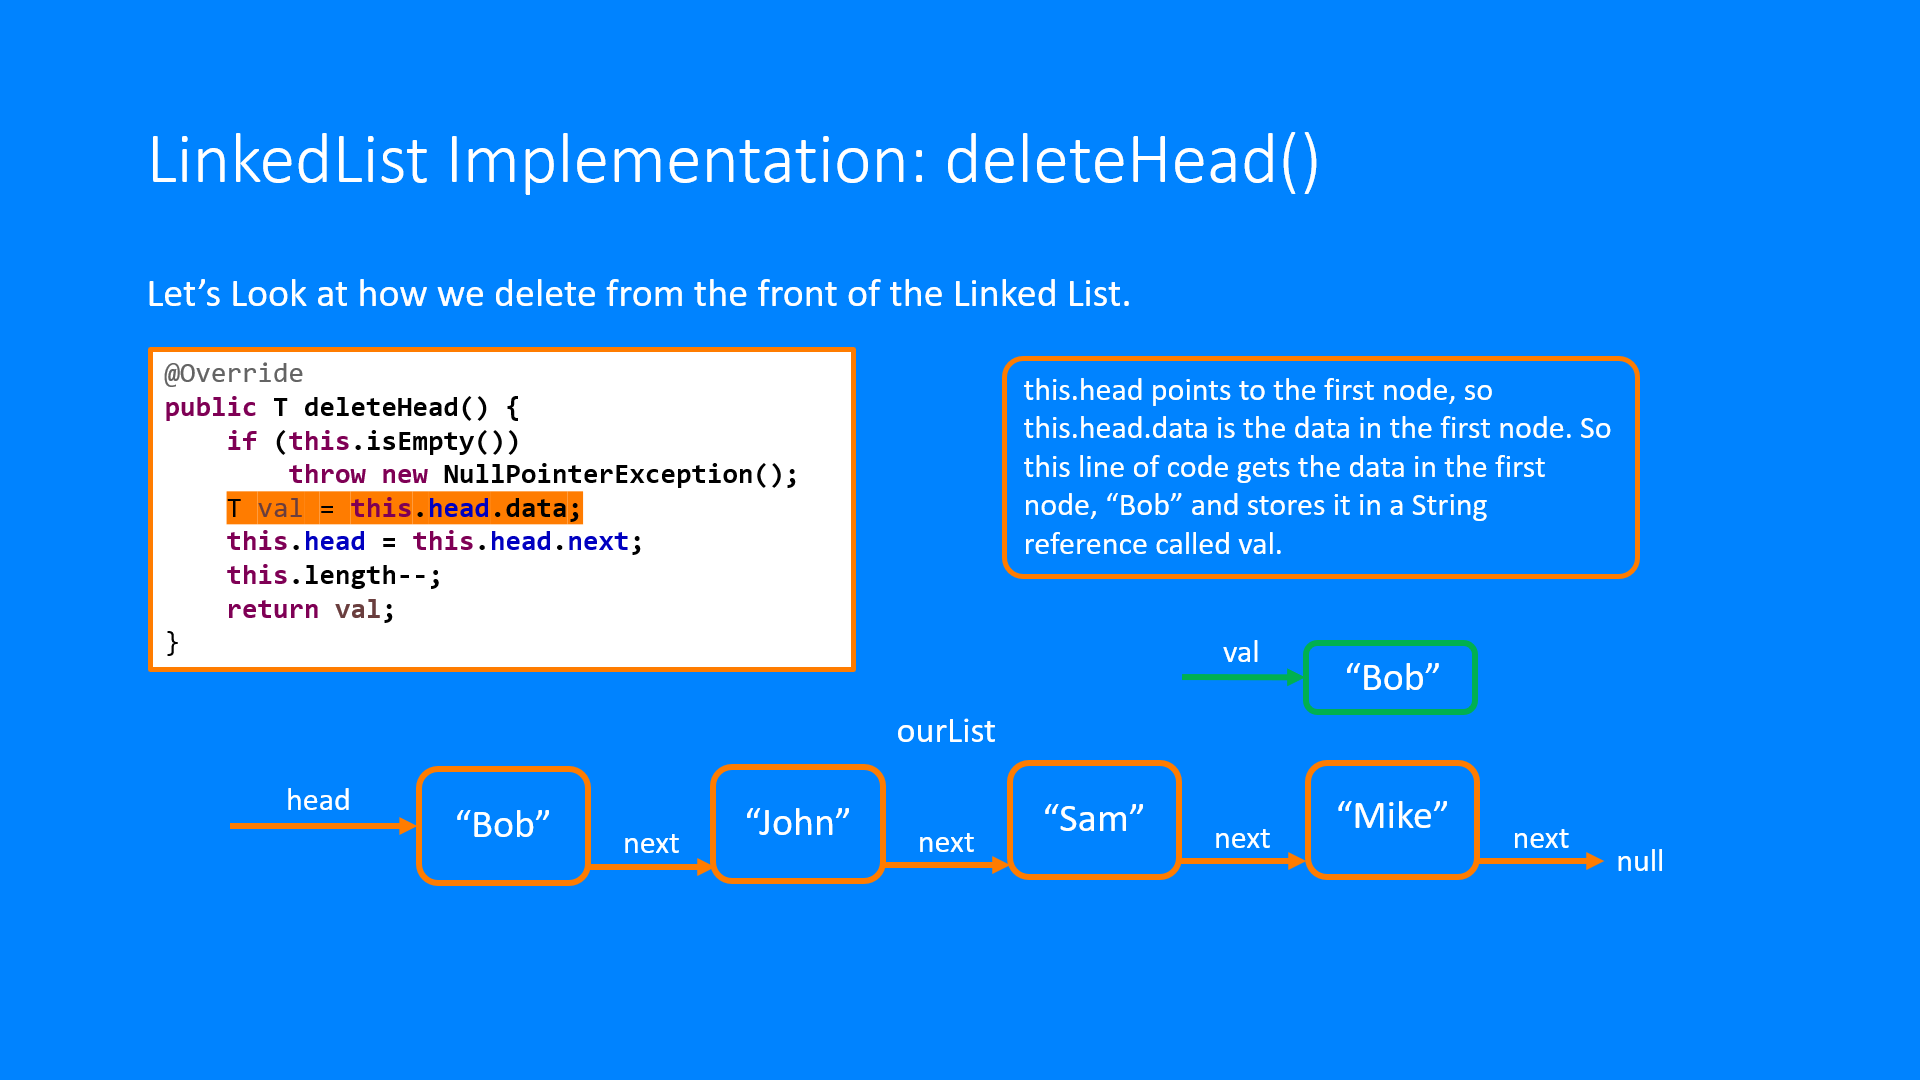 LinkedList Implementation: deleteHead()
Let’s Look at how we delete from the front of the Linked List.
@Override
public T deleteHead() {
    if (this.isEmpty())
        throw new NullPointerException();
    T val = this.head.data;
    this.head = this.head.next;
    this.length--;
    return val;
}
this.head points to the first node, so
this.head.data is the data in the first node. So
this line of code gets the data in the first
node, “Bob” and stores it in a String
reference called val.
val
“Bob”
ourList
head
“Bob”
next
“John”
next
“Sam”
next
“Mike”
next
null